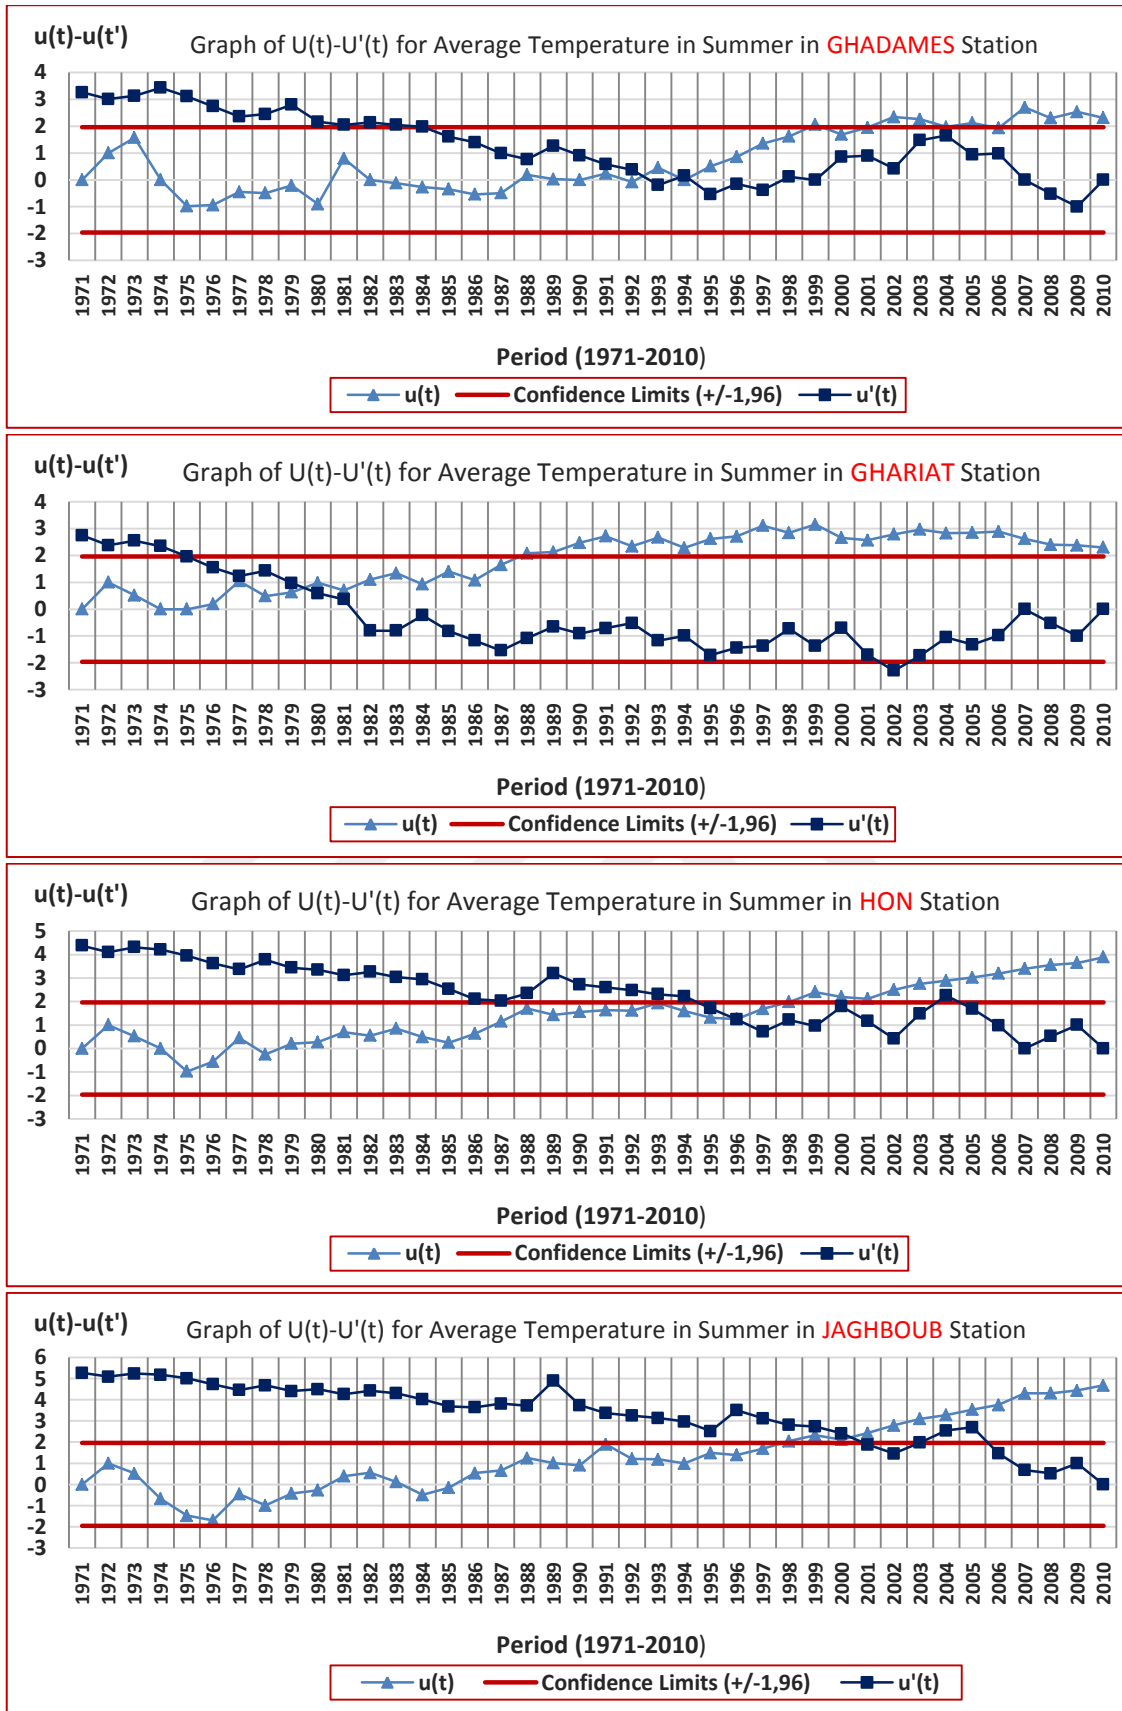 u(t)-u(t')
Graph of U(t)-U'(t) for Average Temperature in Summer in GHADAMES Station
4
3
2
1
0
-1
-2
-3
1971 1972 1973 1974 1975 1976 1977 1978 1979 1980 1981 1982 1983 1984 1985 1986 1987 1988 1989 1990 1991 1992 1993 1994 1995 1996 1997 1998 1999 2000 2001 2002 2003 2004 2005 2006 2007 2008 2009 2010
Period (1971-2010)
u(t) Confidence Limits (+/-1,96) u'(t)
u(t)-u(t')
Graph of U(t)-U'(t) for Average Temperature in Summer in GHARIAT Station
4
3
2
1
0
-1
-2
-3
1971 1972 1973 1974 1975 1976 1977 1978 1979 1980 1981 1982 1983 1984 1985 1986 1987 1988 1989 1990 1991 1992 1993 1994 1995 1996 1997 1998 1999 2000 2001 2002 2003 2004 2005 2006 2007 2008 2009 2010
Period (1971-2010)
u(t) Confidence Limits (+/-1,96) u'(t)
u(t)-u(t')
Graph of U(t)-U'(t) for Average Temperature in Summer in HON Station
5
4
3
2
1
0
-1
-2
-3
1971 1972 1973 1974 1975 1976 1977 1978 1979 1980 1981 1982 1983 1984 1985 1986 1987 1988 1989 1990 1991 1992 1993 1994 1995 1996 1997 1998 1999 2000 2001 2002 2003 2004 2005 2006 2007 2008 2009 2010
Period (1971-2010)
u(t) Confidence Limits (+/-1,96) u'(t)
u(t)-u(t')
Graph of U(t)-U'(t) for Average Temperature in Summer in JAGHBOUB Station
6
5
4
3
2
1
0
-1
-2
-3
1971 1972 1973 1974 1975 1976 1977 1978 1979 1980 1981 1982 1983 1984 1985 1986 1987 1988 1989 1990 1991 1992 1993 1994 1995 1996 1997 1998 1999 2000 2001 2002 2003 2004 2005 2006 2007 2008 2009 2010
Period (1971-2010)
u(t) Confidence Limits (+/-1,96) u'(t)